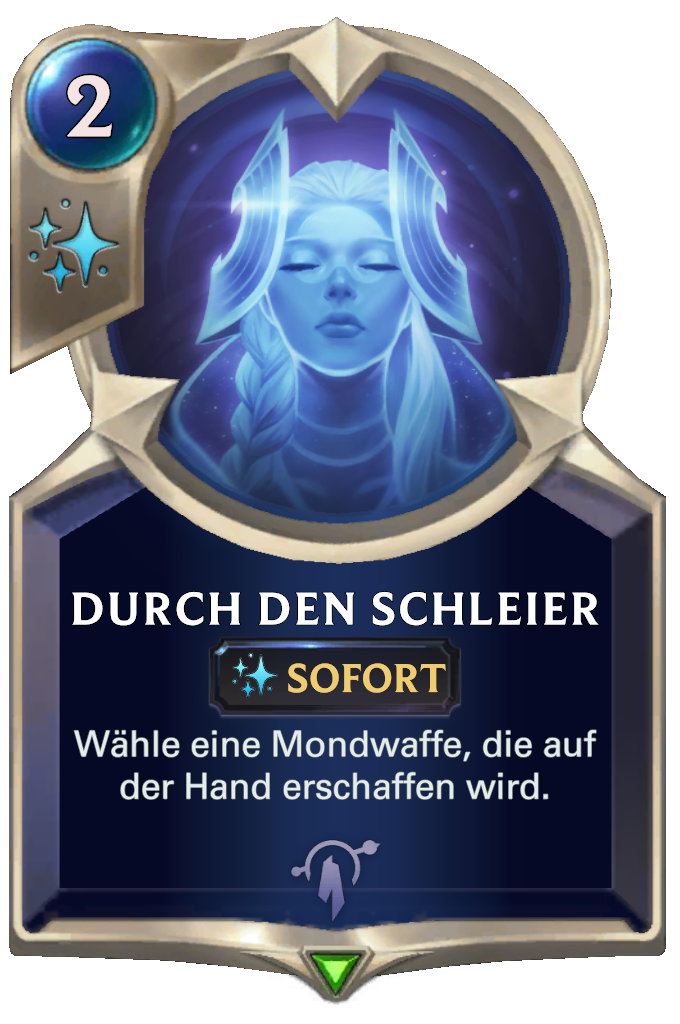 2
DURCH DEN SCHLEIER
SOFORT
Wähle eine Mondwaffe, die auf
der Hand erschaffen wird.